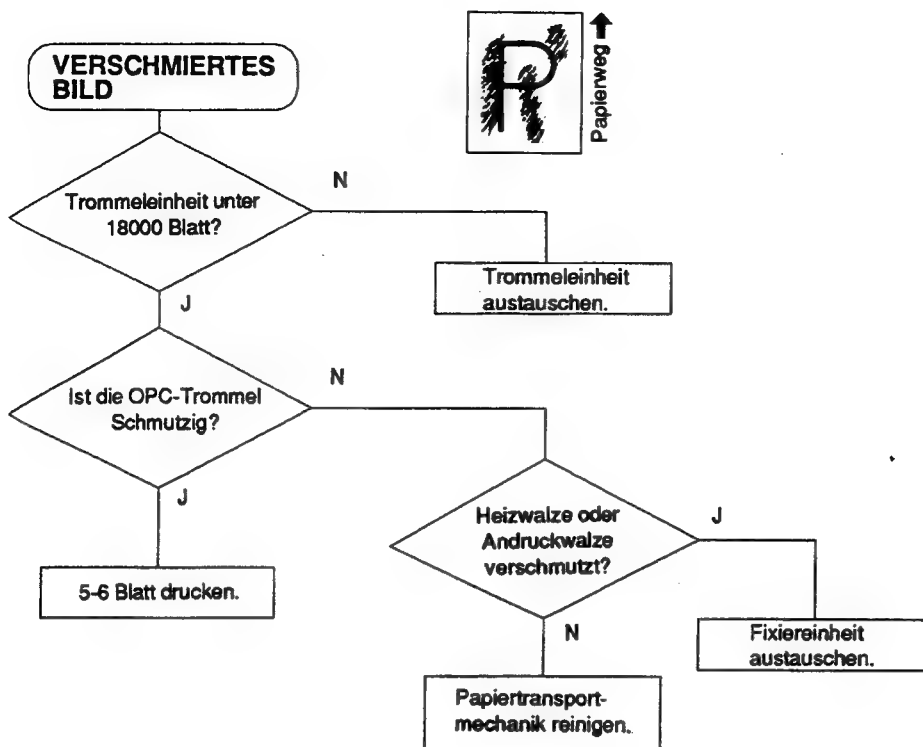 VERSCHMIERTES
BILD
R
Papierweg
N
Trommeleinheit unter
18000 Blatt?
Trommeleinheit
austauschen.
J
N
Ist die OPC-Trommel
Schmutzig?
J
Heizwalze oder
Andruckwalze
verschmutzt?
J
5-6 Blatt drucken.
N
Fixiereinheit
austauschen.
Papiertransport-
mechanik reinigen.